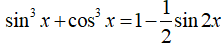 sin³ x + cos³ x = 1 − 1/2 sin 2x